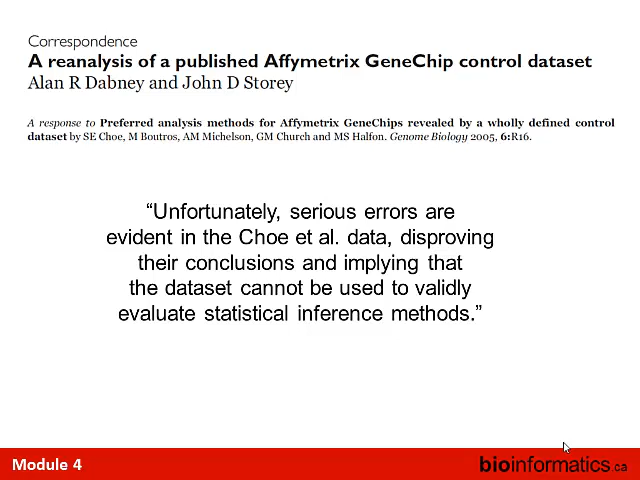 Correspondence
A reanalysis of a published Affymetrix GeneChip control dataset
Alan R Dabney and John D Storey
A response to Preferred analysis methods for Affymetrix GeneChips revealed by a wholly defined control
dataset by SE Choe, M Boutros, AM Michelson, GM Church and MS Halfon. Genome Biology 2005, 6:R16.
“Unfortunately, serious errors are
evident in the Choe et al. data, disproving
their conclusions and implying that
the dataset cannot be used to validly
evaluate statistical inference methods.”
Module 4
bioinformatics.ca